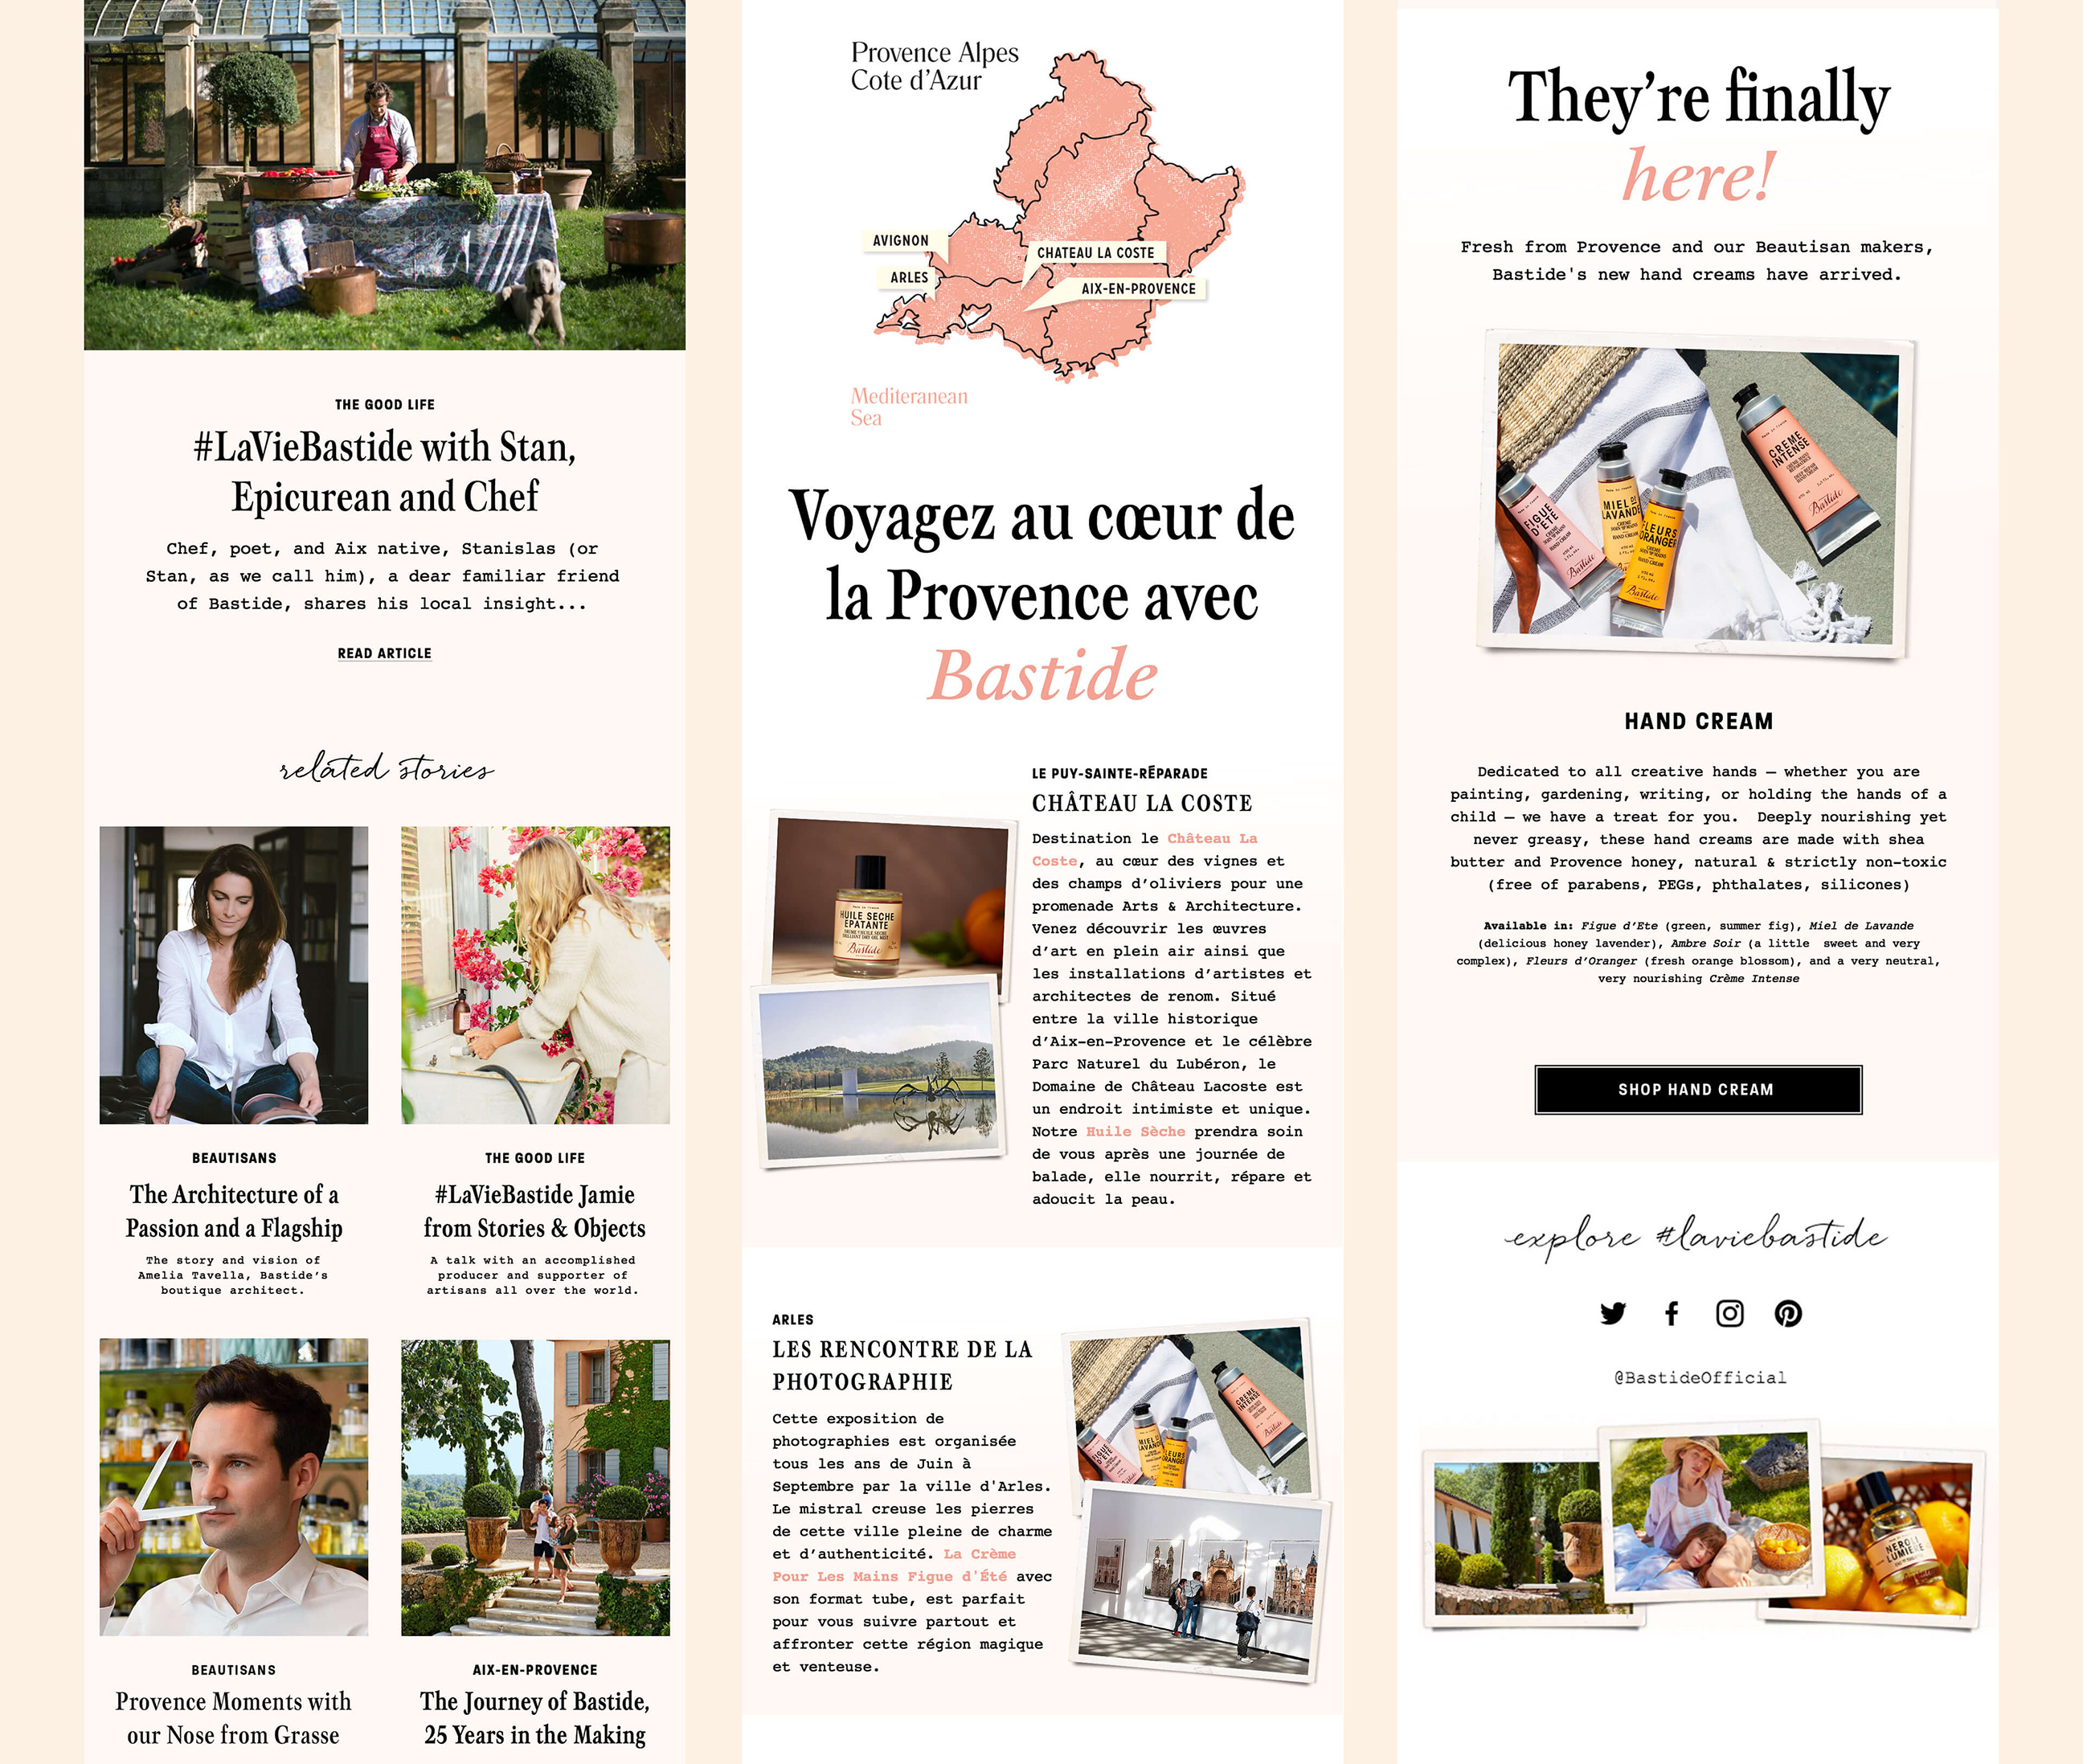 THE GOOD LIFE
#LaVieBastide with Stan,
Epicurean and Chef
Chef, poet, and Aix native, Stanislas (or
Stan, as we call him), a dear familiar friend
of Bastide, shares his local insight...
READ ARTICLE
related stories
BEAUTISANS
The Architecture of a
Passion and a Flagship
The story and vision of
Amelia Tavella, Bastide's
boutique architect.
THE GOOD LIFE
#LaVieBastide Jamie
from Stories & Objects
A talk with an accomplished
producer and supporter of
artisans all over the world.
BEAUTISANS
Provence Moments with
our Nose from Grasse
AIX-EN-PROVENCE
The Journey of Bastide,
25 Years in the Making
Provence Alpes
Cote d'Azur
AVIGNON
CHATEAU LA COSTE
ARLES
AIX-EN-PROVENCE
Mediteranean
Sea
Voyagez au cœur de
la Provence avec
Bastide
LE PUY-SAINTE-RÉPARADE
CHÂTEAU LA COSTE
Destination le Château La
Coste, au cœur des vignes et
des champs d'oliviers pour une
promenade Arts & Architecture.
Venez découvrir les œuvres
d'art en plein air ainsi que
les installations d'artistes et
architectes de renom. Situé
entre la ville historique
d'Aix-en-Provence et le célèbre
Parc Naturel du Lubéron, le
Domaine de Château Lacoste est
un endroit intimiste et unique.
Notre Huile Sèche prendra soin
de vous après une journée de
balade, elle nourrit, répare et
adoucit la peau.
HUILE SECHE
EPATANTE
Bastide
ARLES
LES RENCONTRE DE LA
PHOTOGRAPHIE
Cette exposition de
photographies est organisée
tous les ans de Juin à
Septembre par la ville d'Arles.
Le mistral creuse les pierres
de cette ville pleine de charme
et d'authenticité. La Crème
Pour Les Mains Figue d'Été avec
son format tube, est parfait
pour vous suivre partout et
affronter cette région magique
et venteuse.
CREME
INTENSE
MIEL DE
LAVANDE
FIGUE
D'ETE
FLEURS
ORANGER
They're finally
here!
Fresh from Provence and our Beautisan makers,
Bastide's new hand creams have arrived.
CREME
INTENSE
Bastide
MIEL DE
LAVANDE
FIGUE
D'ETE
Bastide
FLEURS
ORANGER
HAND CREAM
Bastide
HAND CREAM
Dedicated to all creative hands — whether you are
painting, gardening, writing, or holding the hands of a
child — we have a treat for you.  Deeply nourishing yet
never greasy, these hand creams are made with shea
butter and Provence honey, natural & strictly non-toxic
(free of parabens, PEGs, phthalates, silicones)
Available in: Figue d'Ete (green, summer fig), Miel de Lavande
(delicious honey lavender), Ambre Soir (a little  sweet and very
complex), Fleurs d'Oranger (fresh orange blossom), and a very neutral,
very nourishing Crème Intense
SHOP HAND CREAM
explore #laviebastide
@BastideOfficial
NEROLI
LUMIERE